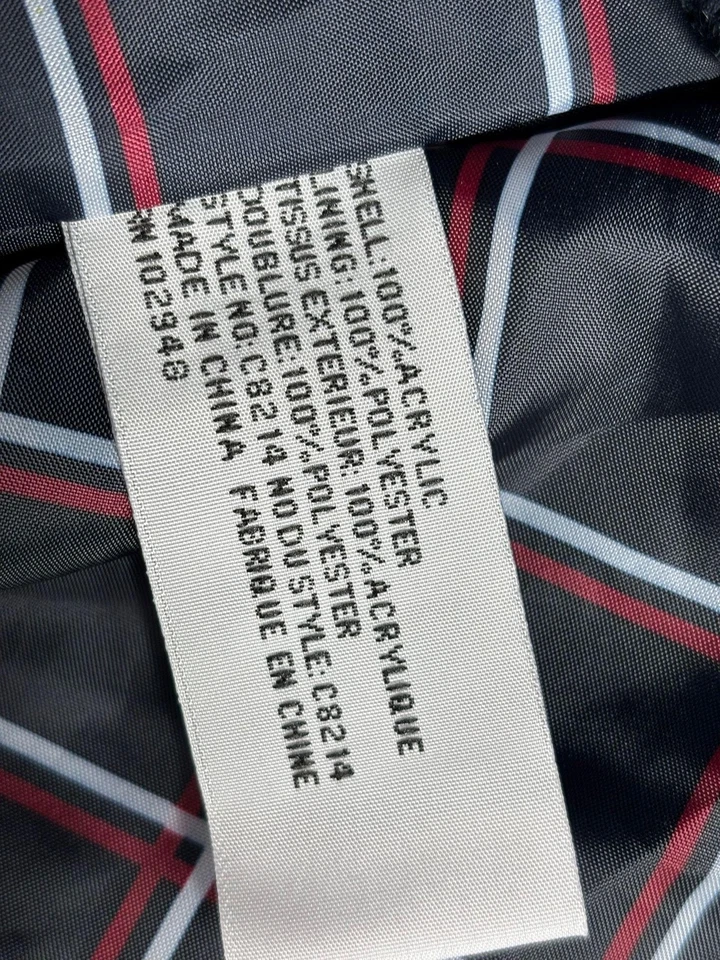 SHELL:100%ACRYLIC
LINING:100%POLYESTER
TISSUS EXTERIEUR: 100%ACRYLIQUE
DOUBLURE:100%POLYESTER
STYLE NO:C8214 NO DU STYLE:C8214
MADE IN CHINA FABRIQUE EN CHINE
RN 102948